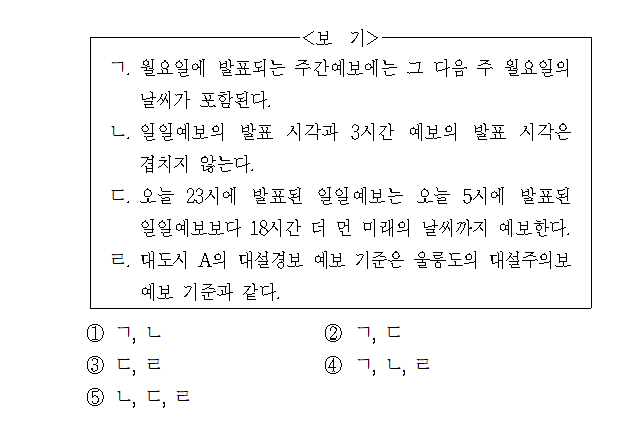 <보 기>
ㄱ. 월요일에 발표되는 주간예보에는 그 다음 주 월요일의
날씨가 포함된다.
ㄴ. 일일예보의 발표 시각과 3시간 예보의 발표 시각은
겹치지 않는다.
ㄷ. 오늘 23시에 발표된 일일예보는 오늘 5시에 발표된
일일예보보다 18시간 더 먼 미래의 날씨까지 예보한다.
ㄹ. 대도시 A의 대설경보 예보 기준은 울릉도의 대설주의보
예보 기준과 같다.
① ㄱ, ㄴ ② ㄱ, ㄷ
③ ㄷ, ㄹ ④ ㄱ, ㄴ, ㄹ
⑤ ㄴ, ㄷ, ㄹ